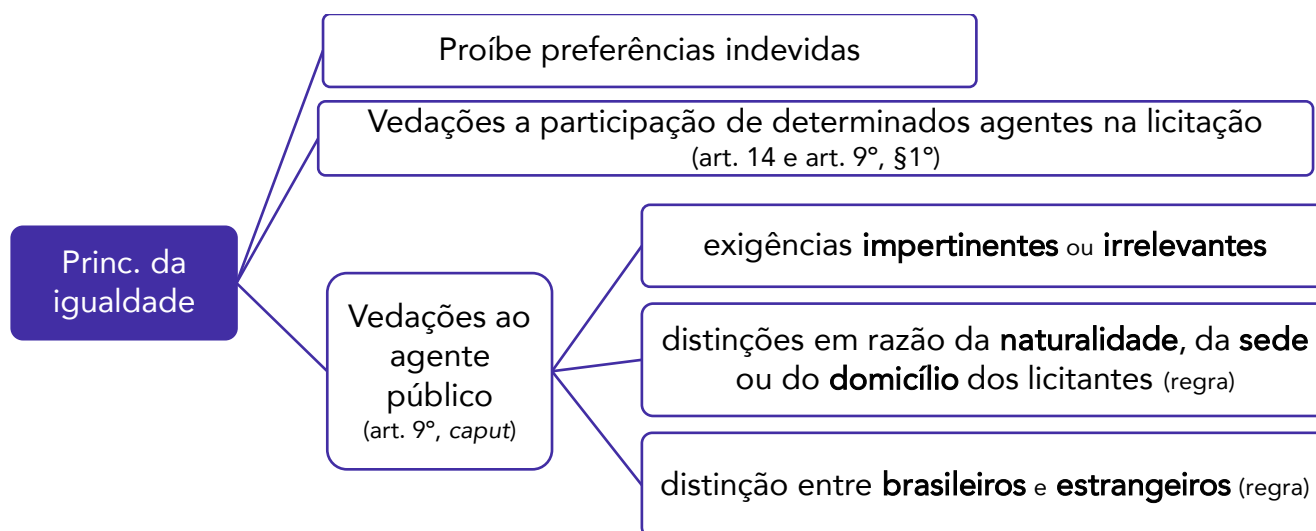 Proíbe preferências indevidas
Vedações a participação de determinados agentes na licitação
(art. 14 e art. 9º, §1º)
Princ. da
igualdade
Vedações ao
agente
público
(art. 9º, caput)
exigências impertinentes ou irrelevantes
distinções em razão da naturalidade, da sede
ou do domicílio dos licitantes (regra)
distinção entre brasileiros e estrangeiros (regra)